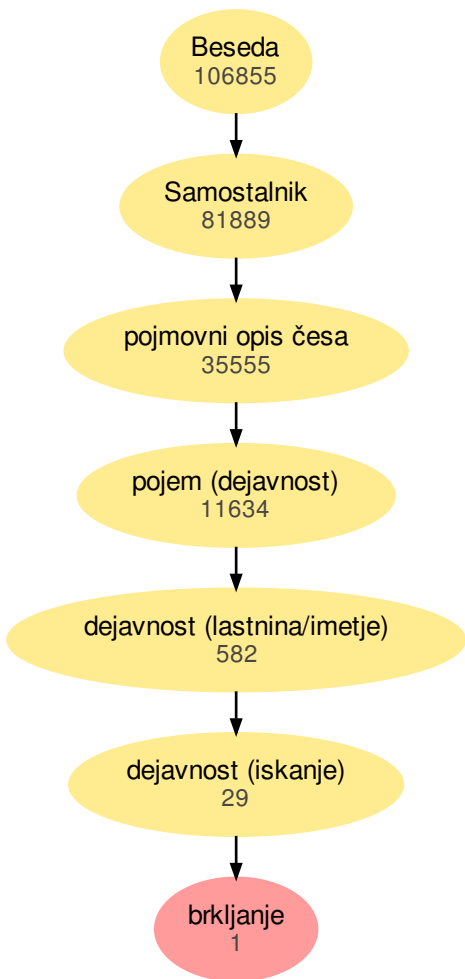 Beseda
106855
Samostalnik
81889
pojmovni opis česa
35555
pojem (dejavnost)
11634
dejavnost (lastnina/imetje)
582
dejavnost (iskanje)
29
brkljanje
1